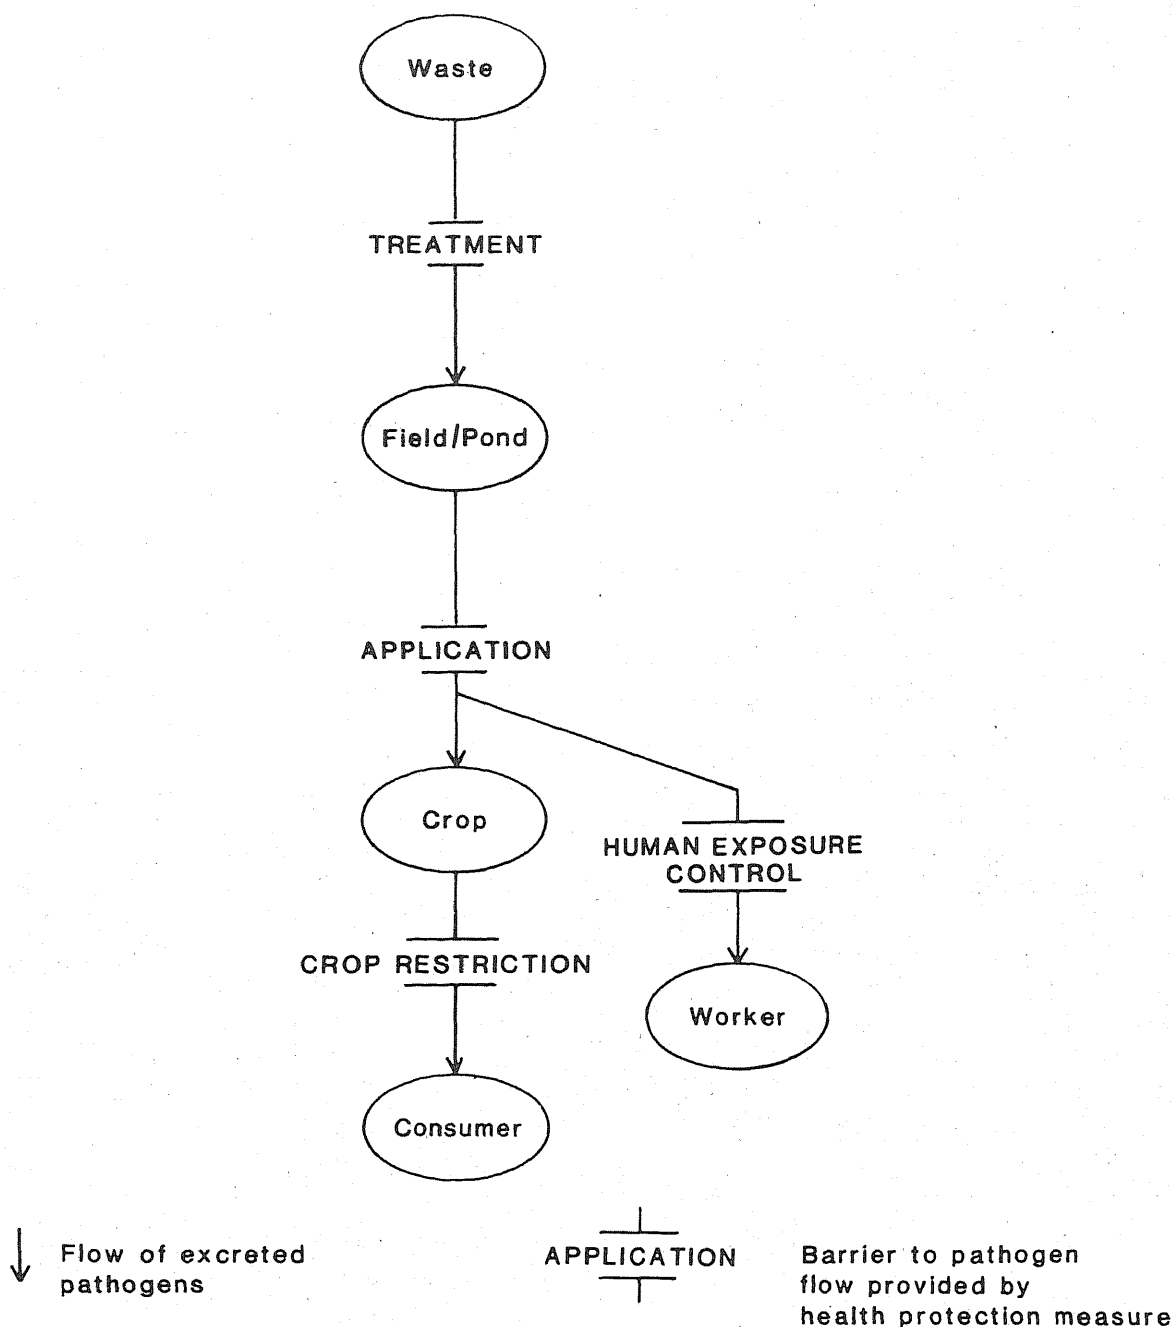 Waste
TREATMENT
Field/Pond
APPLICATION
Crop
HUMAN EXPOSURE
CONTROL
CROP RESTRICTION
Worker
Consumer
Flow of excreted
pathogens
APPLICATION
Barrier to pathogen
flow provided by
health protection measure